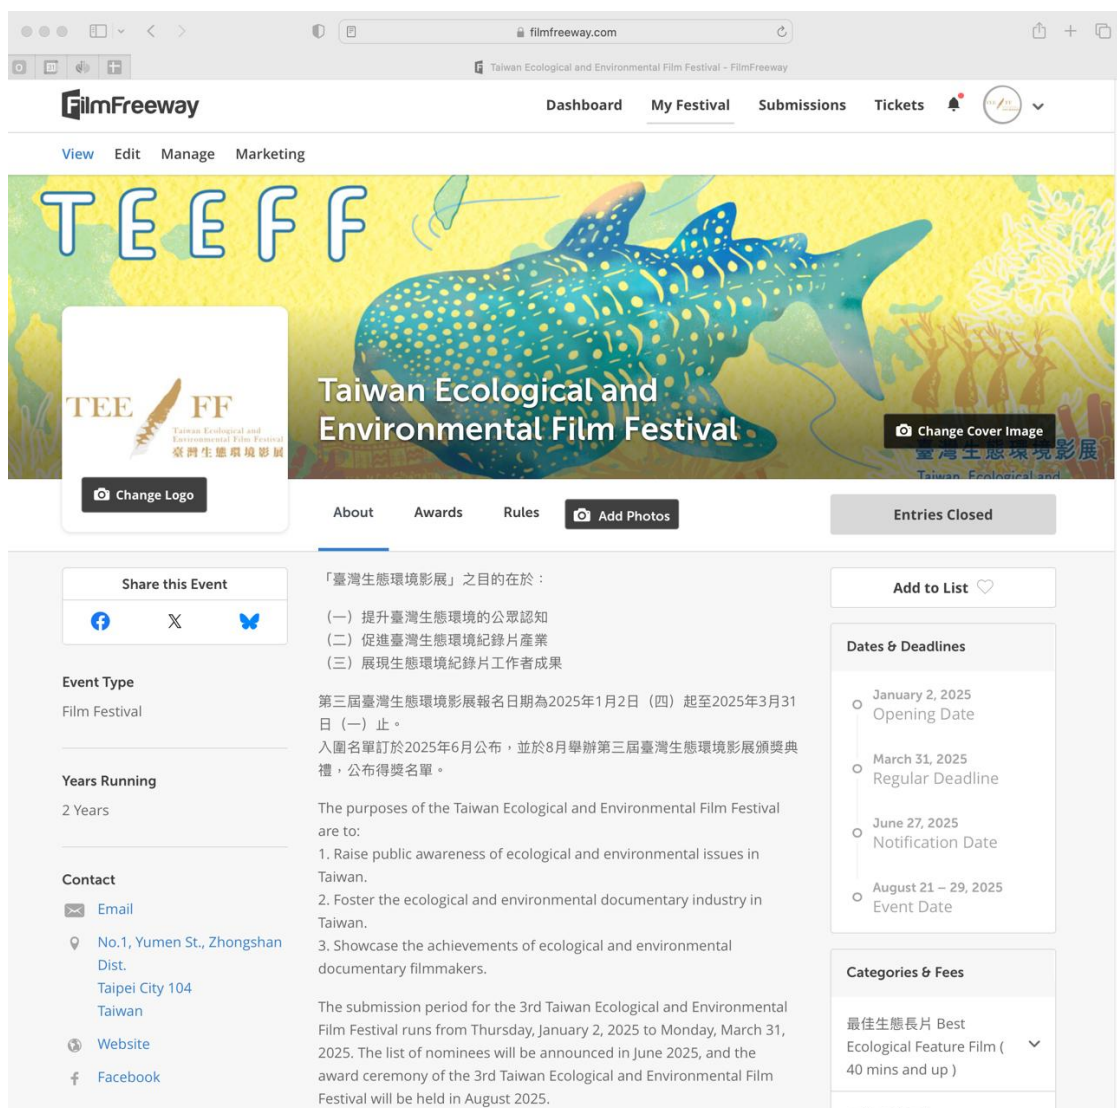 filmfreeway.com
Taiwan Ecological and Environmental Film Festival – FilmFreeway
FilmFreeway
Dashboard My Festival Submissions Tickets
View Edit Manage Marketing
TEEFF
TEE FF
Taiwan Ecological and
Environmental Film Festival
臺灣生態環境影展
Change Logo
Taiwan Ecological and
Environmental Film Festival
Change Cover Image
臺灣生態環境影展
Taiwan Ecological and
About Awards Rules Add Photos
Entries Closed
Share this Event
Event Type
Film Festival
Years Running
2 Years
Contact
Email
No.1, Yumen St., Zhongshan
Dist.
Taipei City 104
Taiwan
Website
Facebook
「臺灣生態環境影展」之目的在於：
（一）提升臺灣生態環境的公眾認知
（二）促進臺灣生態環境紀錄片產業
（三）展現生態環境紀錄片工作者成果
第三屆臺灣生態環境影展報名日期為2025年1月2日（四）起至2025年3月31
日（一）止。
入圍名單訂於2025年6月公布，並於8月舉辦第三屆臺灣生態環境影展頒獎典
禮，公布得獎名單。
The purposes of the Taiwan Ecological and Environmental Film Festival
are to:
1. Raise public awareness of ecological and environmental issues in
Taiwan.
2. Foster the ecological and environmental documentary industry in
Taiwan.
3. Showcase the achievements of ecological and environmental
documentary filmmakers.
The submission period for the 3rd Taiwan Ecological and Environmental
Film Festival runs from Thursday, January 2, 2025 to Monday, March 31,
2025. The list of nominees will be announced in June 2025, and the
award ceremony of the 3rd Taiwan Ecological and Environmental Film
Festival will be held in August 2025.
Add to List
Dates & Deadlines
January 2, 2025
Opening Date
March 31, 2025
Regular Deadline
June 27, 2025
Notification Date
August 21 – 29, 2025
Event Date
Categories & Fees
最佳生態長片 Best
Ecological Feature Film (
40 mins and up )